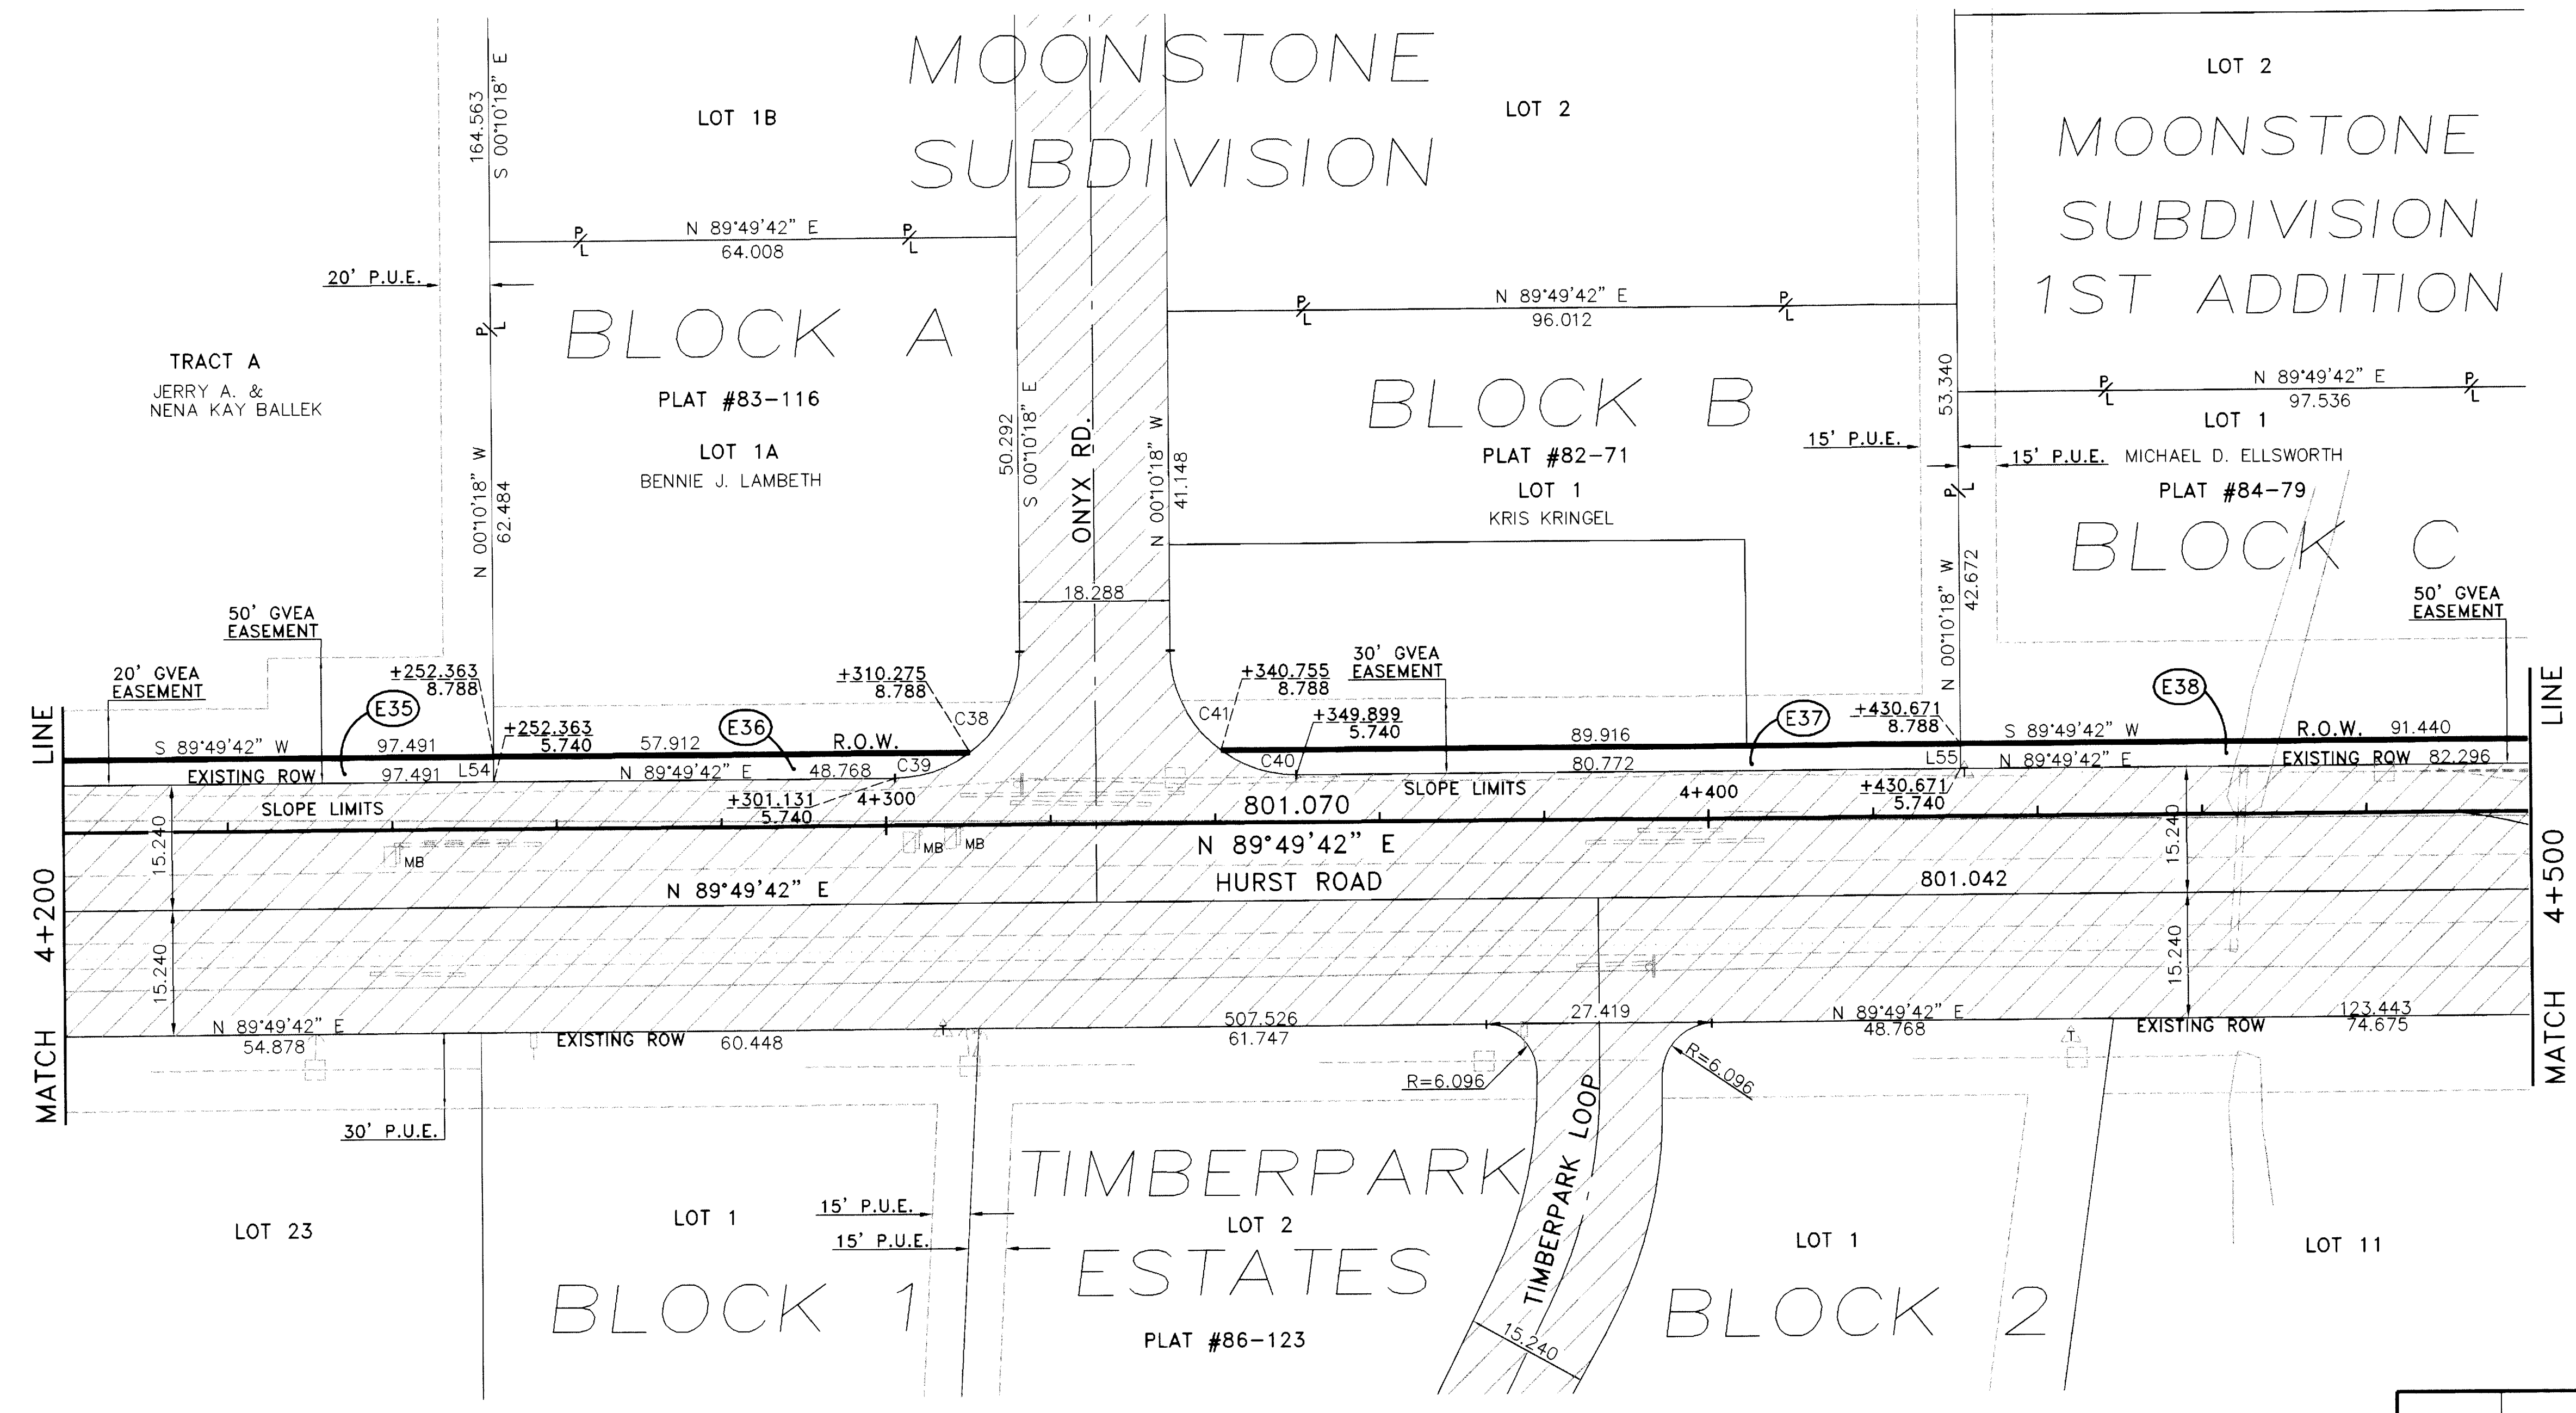 MOONSTONE
SUBDIVISION
LOT 1B
LOT 2
LOT 2
MOONSTONE
SUBDIVISION
1ST ADDITION
164.563
S 00°10'18" E
N 89°49'42" E
64.008
20' P.U.E.
P/L
P/L
P/L
BLOCK A
PLAT #83-116
LOT 1A
BENNIE J. LAMBETH
TRACT A
JERRY A. &
NENA KAY BALLEK
N 00°10'18" W
62.484
50.292
S 00°10'18" E
ONYX RD.
N 00°10'18" W
41.148
18.288
N 89°49'42" E
96.012
P/L
P/L
BLOCK B
PLAT #82-71
LOT 1
KRIS KRINGEL
53.340
15' P.U.E.
P/L
N 00°10'18" W
42.672
N 89°49'42" E
97.536
P/L
P/L
LOT 1
15' P.U.E.
MICHAEL D. ELLSWORTH
PLAT #84-79
BLOCK C
50' GVEA
EASEMENT
20' GVEA
EASEMENT
+252.363
8.788
+310.275
8.788
+340.755
8.788
30' GVEA
EASEMENT
+430.671
8.788
50' GVEA
EASEMENT
E35
E36
E37
E38
C38
C41
+252.363
5.740
+349.899
5.740
S 89°49'42" W
97.491
57.912
R.O.W.
89.916
S 89°49'42" W
R.O.W.
91.440
EXISTING ROW
97.491
L54
N 89°49'42" E
48.768
C39
C40
80.772
L55
N 89°49'42" E
EXISTING ROW
82.296
SLOPE LIMITS
+301.131
5.740
4+300
801.070
SLOPE LIMITS
4+400
+430.671
5.740
15.240
MB
MB
MB
N 89°49'42" E
15.240
N 89°49'42" E
HURST ROAD
801.042
15.240
15.240
MATCH 4+200 LINE
MATCH 4+500 LINE
N 89°49'42" E
54.878
EXISTING ROW
60.448
T
507.526
61.747
27.419
N 89°49'42" E
48.768
T
EXISTING ROW
123.443
74.675
R=6.096
R=6.096
30' P.U.E.
TIMBERPARK
ESTATES
PLAT #86-123
LOT 23
LOT 1
15' P.U.E.
15' P.U.E.
LOT 2
BLOCK 1
TIMBERPARK LOOP
15.240
LOT 1
BLOCK 2
LOT 11